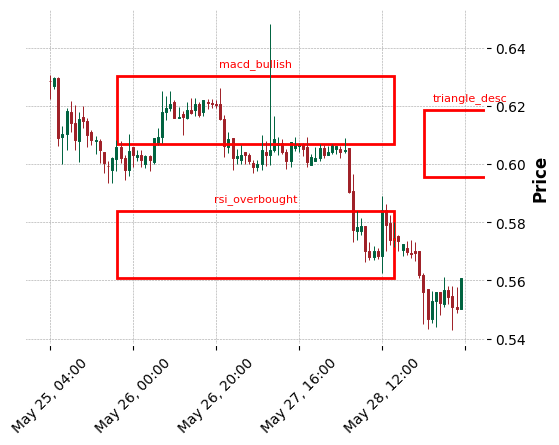 macd_bullish
triangle_desc
rsi_overbought
0.64
0.62
0.60
0.58
0.56
0.54
Price
May 25, 04:00
May 26, 00:00
May 26, 20:00
May 27, 16:00
May 28, 12:00